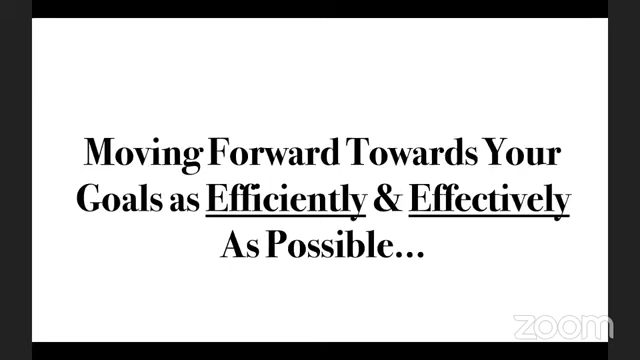 Moving Forward Towards Your
Goals as Efficiently & Effectively
As Possible...
zoom